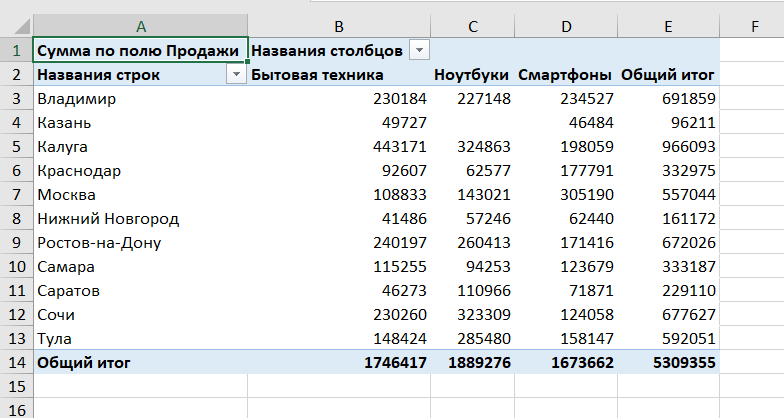 A B C D E F
1 Сумма по полю Продажи Названия столбцов
2 Названия строк Бытовая техника Ноутбуки Смартфоны Общий итог
3 Владимир 230184 227148 234527 691859
4 Казань 49727 46484 96211
5 Калуга 443171 324863 198059 966093
6 Краснодар 92607 62577 177791 332975
7 Москва 108833 143021 305190 557044
8 Нижний Новгород 41486 57246 62440 161172
9 Ростов-на-Дону 240197 260413 171416 672026
10 Самара 115255 94253 123679 333187
11 Саратов 46273 110966 71871 229110
12 Сочи 230260 323309 124058 677627
13 Тула 148424 285480 158147 592051
14 Общий итог 1746417 1889276 1673662 5309355
15
16